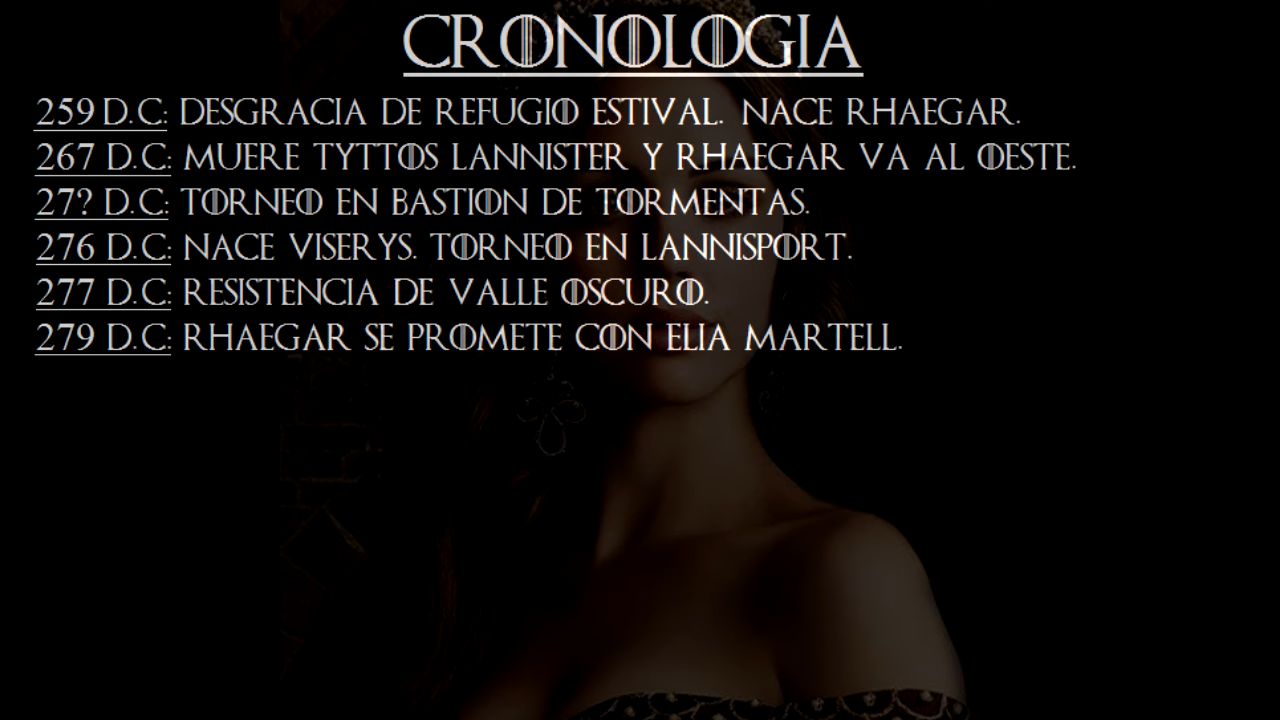 CRONOLOGIA
259 D.C: DESGRACIA DE REFUGIO ESTIVAL. NACE RHAEGAR.
267 D.C: MUERE TYTTOS LANNISTER Y RHAEGAR VA AL OESTE.
27? D.C: TORNEO EN BASTION DE TORMENTAS.
276 D.C: NACE VISERYS. TORNEO EN LANNISPORT.
277 D.C: RESISTENCIA DE VALLE OSCURO.
279 D.C: RHAEGAR SE PROMETE CON ELIA MARTELL.